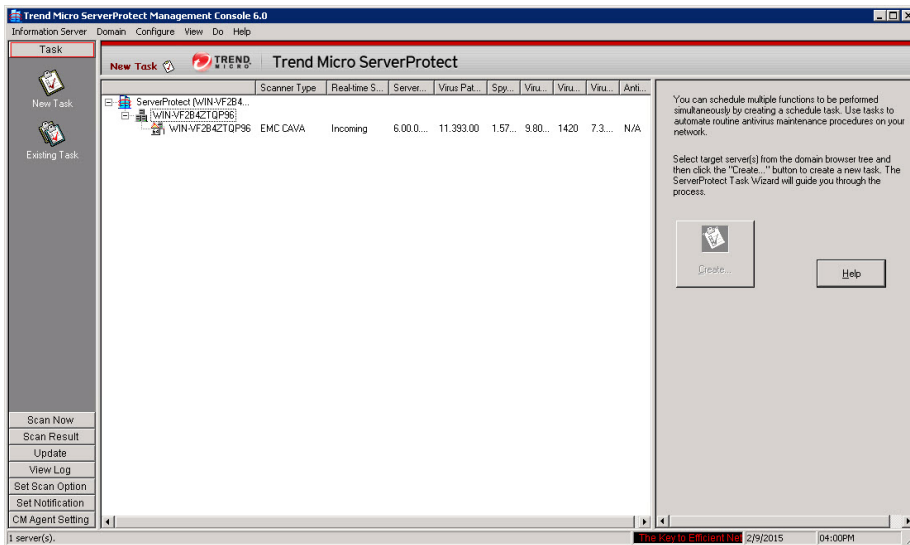 Trend Micro ServerProtect Management Console 6.0
Information Server Domain Configure View Do Help
Task
New Task
Existing Task
Scan Now
Scan Result
Update
View Log
Set Scan Option
Set Notification
CM Agent Setting
New Task
TREND MICRO
Trend Micro ServerProtect
Scanner Type Real-time S... Server... Virus Pat... Spy... Viru... Viru... Viru... Anti...
ServerProtect (WIN-VF2B4...
WIN-VF2B4ZTQP96
WIN-VF2B4ZTQP96 EMC CAVA Incoming 6.00.0.... 11.393.00 1.57... 9.80... 1420 7.3... N/A
You can schedule multiple functions to be performed
simultaneously by creating a schedule task. Use tasks to
automate routine antivirus maintenance procedures on your
network.
Select target server(s) from the domain browser tree and
then click the "Create..." button to create a new task. The
ServerProtect Task Wizard will guide you through the
process.
Create...
Help
1 server(s).
The Key to Efficient Net
2/9/2015
04:00PM